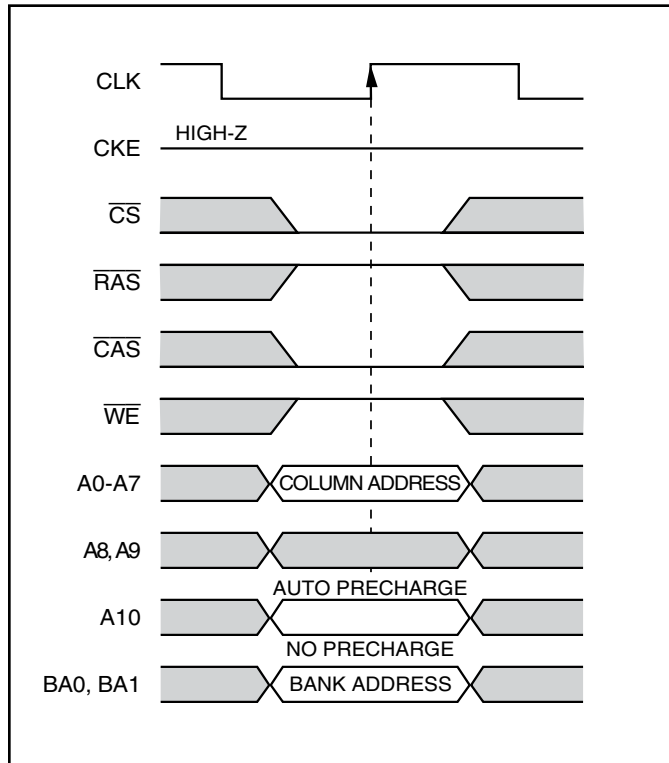 CLK
HIGH-Z
CKE
CS
RAS
CAS
WE
A0-A7 COLUMN ADDRESS
A8, A9
AUTO PRECHARGE
A10
NO PRECHARGE
BA0, BA1 BANK ADDRESS